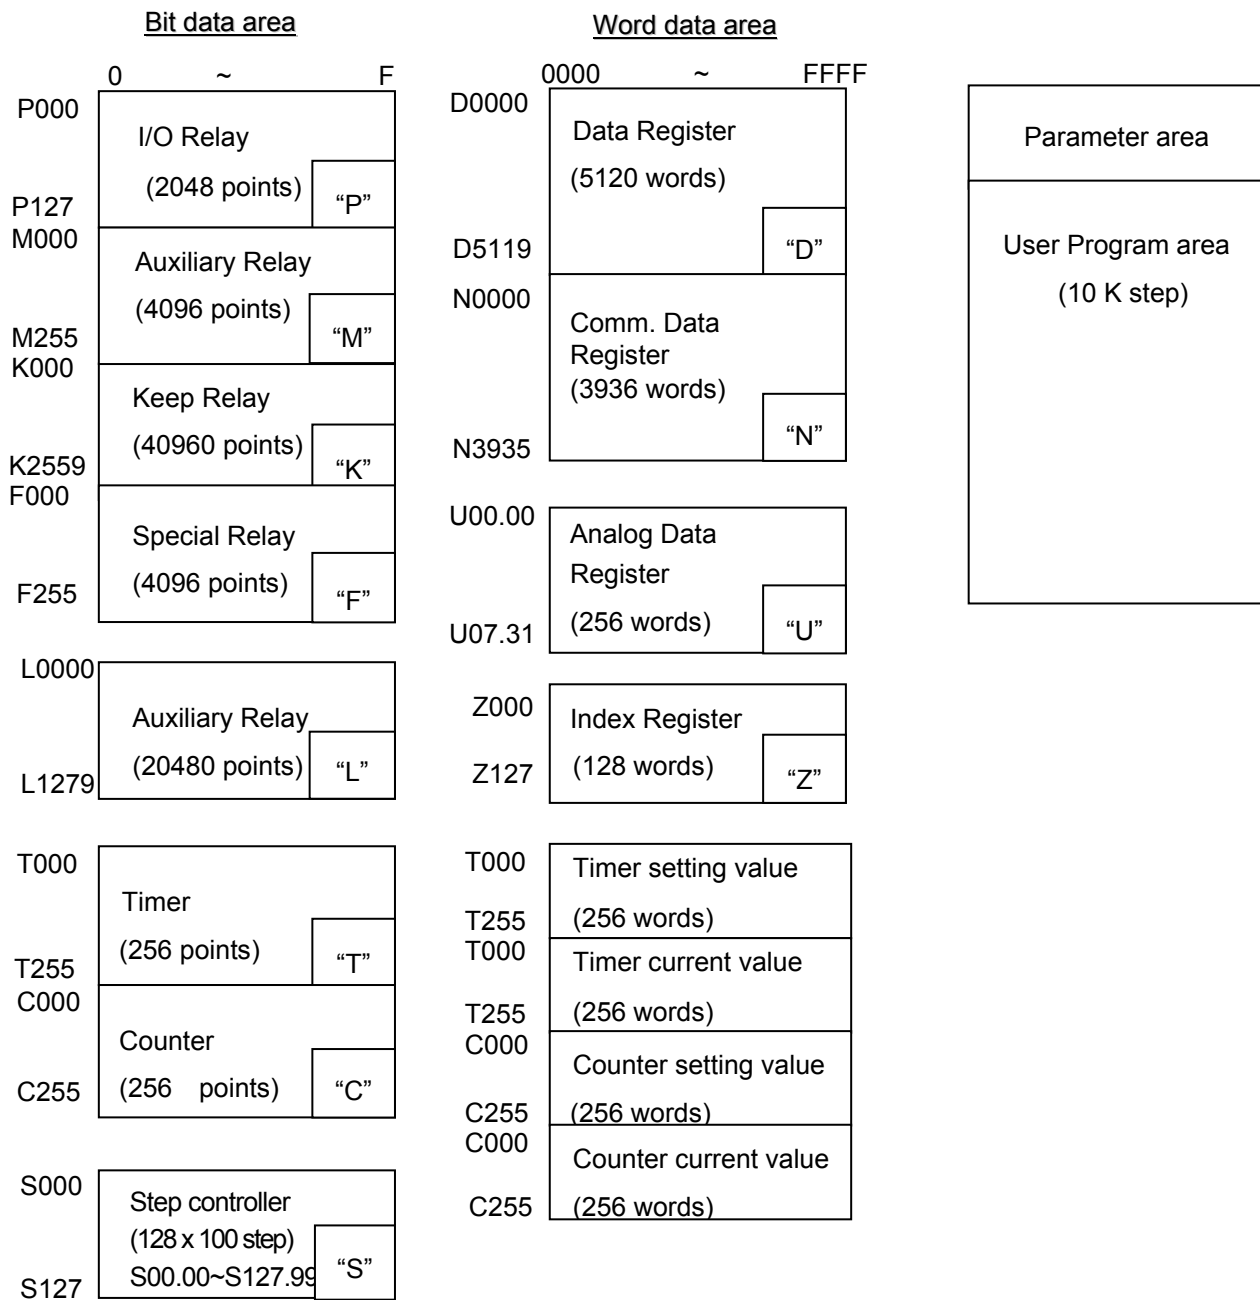 Bit data area
0 ~ F
P000
I/O Relay
(2048 points)
“P”
P127
M000
Auxiliary Relay
(4096 points)
“M”
M255
K000
Keep Relay
(40960 points)
“K”
K2559
F000
Special Relay
(4096 points)
“F”
F255
L0000
Auxiliary Relay
(20480 points)
“L”
L1279
T000
Timer
(256 points)
“T”
T255
C000
Counter
(256 points)
“C”
C255
S000
Step controller
(128 x 100 step)
S00.00~S127.99
“S”
S127
Word data area
0000 ~ FFFF
D0000
Data Register
(5120 words)
“D”
D5119
N0000
Comm. Data
Register
(3936 words)
“N”
N3935
U00.00
Analog Data
Register
(256 words)
“U”
U07.31
Z000
Index Register
(128 words)
“Z”
Z127
T000
Timer setting value
(256 words)
T255
T000
Timer current value
(256 words)
T255
C000
Counter setting value
(256 words)
C255
C000
Counter current value
(256 words)
C255
Parameter area
User Program area
(10 K step)